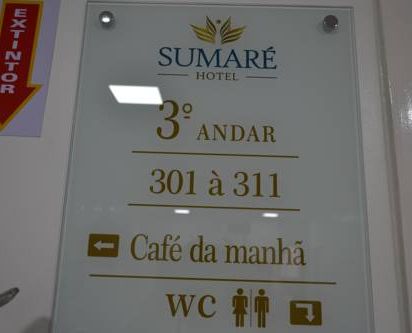 EXTINTOR
SUMARÉ
HOTEL
3º ANDAR
301 à 311
Café da manhã
WC